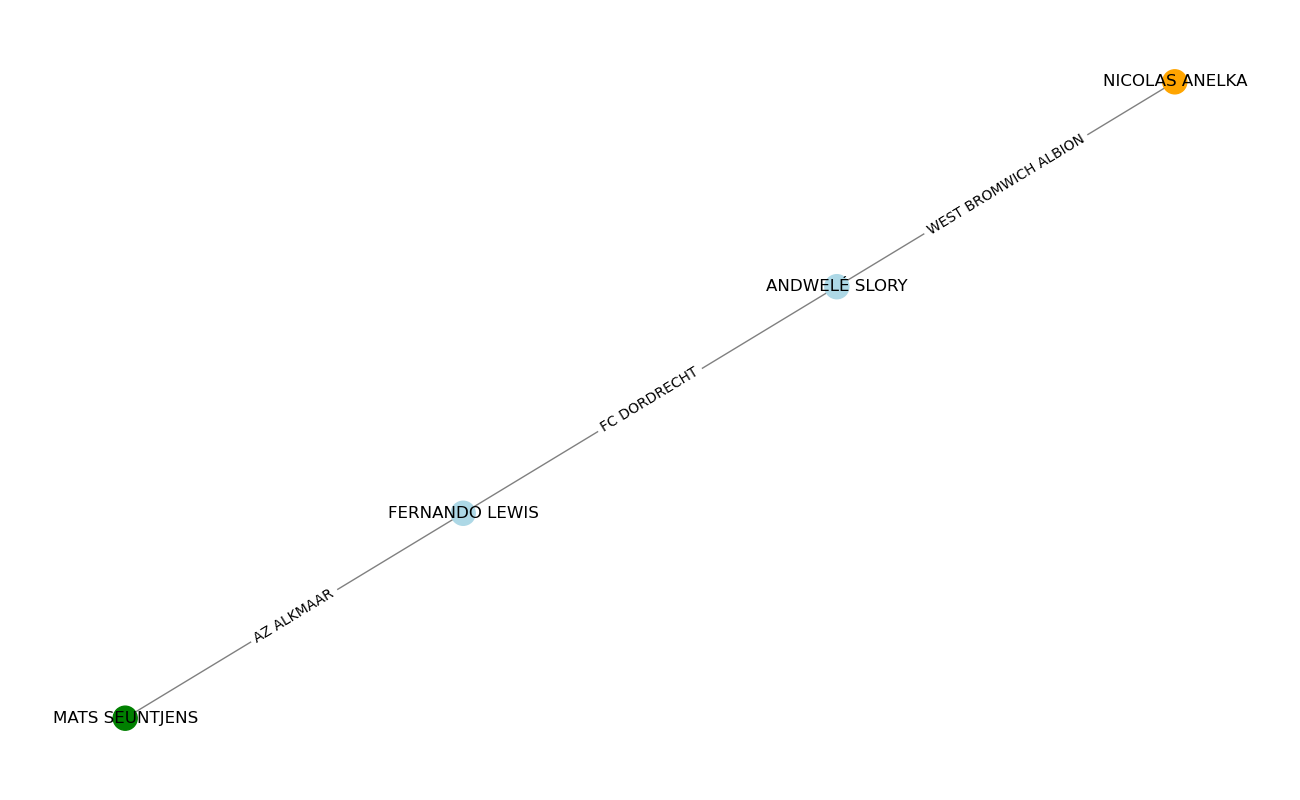 NICOLAS ANELKA
WEST BROMWICH ALBION
ANDWELÉ SLORY
FC DORDRECHT
FERNANDO LEWIS
AZ ALKMAAR
MATS SEUNTJENS